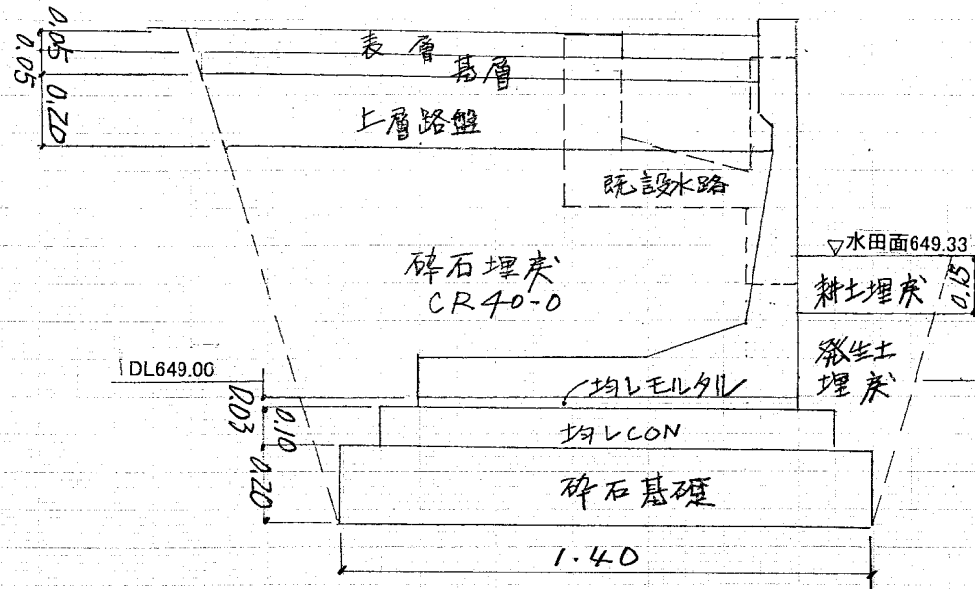 0.05
0.05
0.20
表層
基層
上層路盤
既設水路
砕石埋戻
CR40-0
▽水田面649.33
耕土埋戻
0.15
発生土
埋戻
DL649.00
均しモルタル
0.03
0.10
均しCON
0.20
砕石基礎
1.40